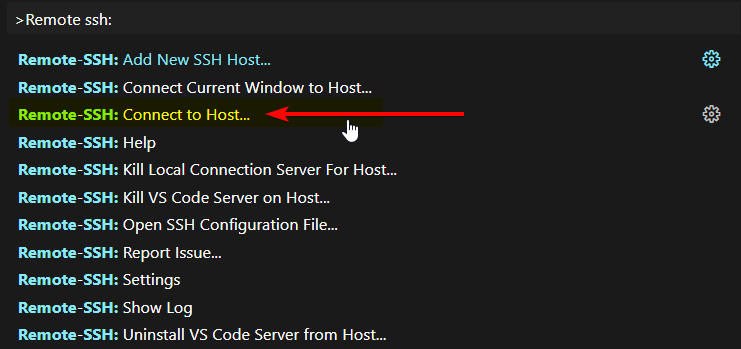 >Remote ssh:
Remote-SSH: Add New SSH Host...
Remote-SSH: Connect Current Window to Host...
Remote-SSH: Connect to Host...
Remote-SSH: Help
Remote-SSH: Kill Local Connection Server For Host...
Remote-SSH: Kill VS Code Server on Host...
Remote-SSH: Open SSH Configuration File...
Remote-SSH: Report Issue...
Remote-SSH: Settings
Remote-SSH: Show Log
Remote-SSH: Uninstall VS Code Server from Host...